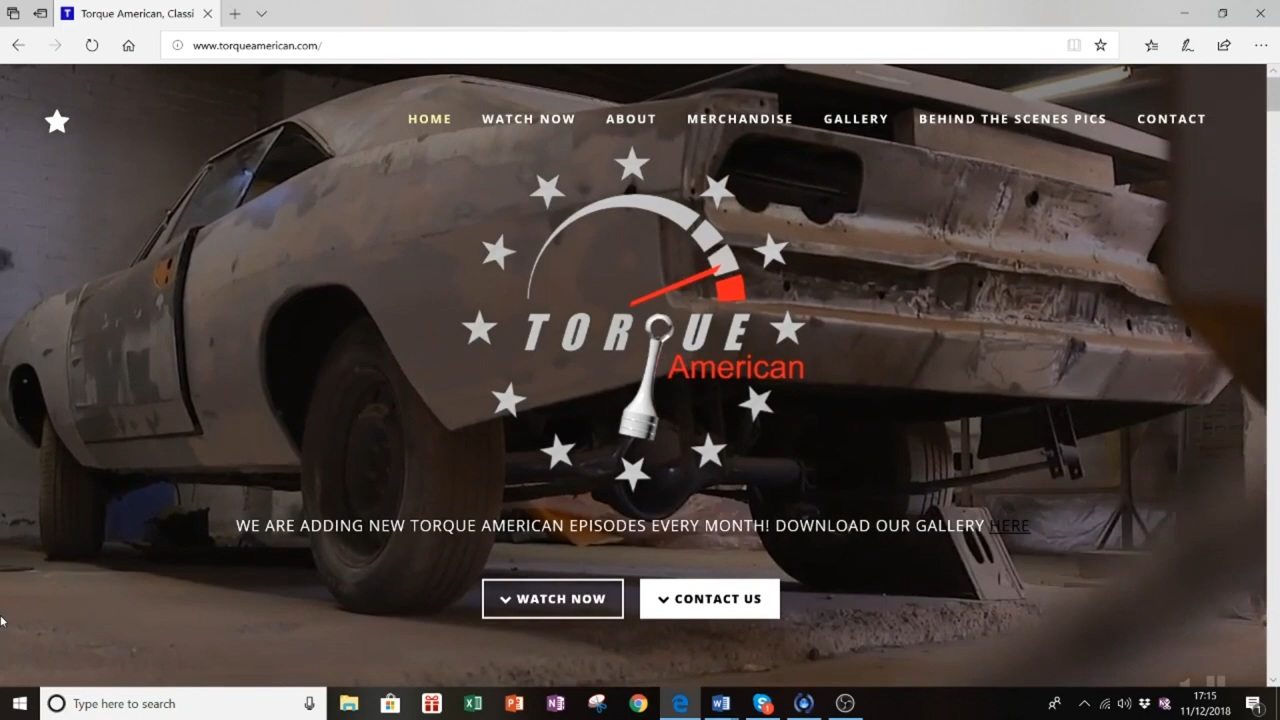 Torque American, Classi
www.torqueamerican.com/
HOME WATCH NOW ABOUT MERCHANDISE GALLERY BEHIND THE SCENES PICS CONTACT
TORQUE
American
WE ARE ADDING NEW TORQUE AMERICAN EPISODES EVERY MONTH! DOWNLOAD OUR GALLERY HERE
WATCH NOW CONTACT US
Type here to search
17:15
11/12/2018